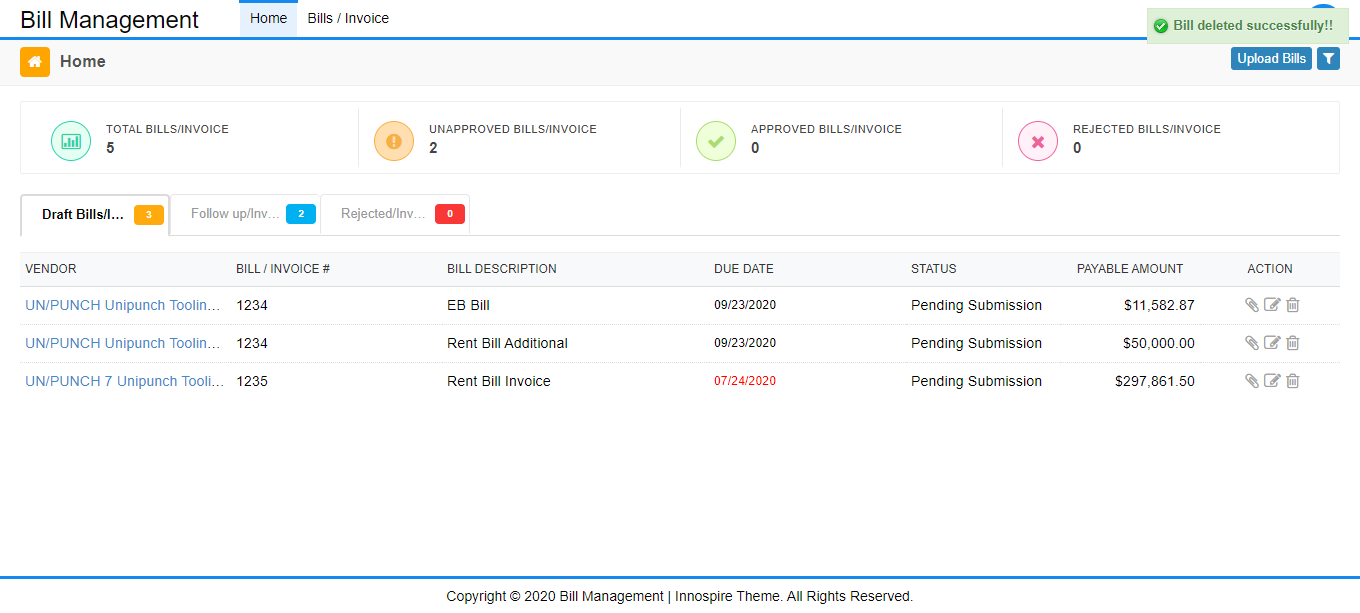 Bill Management Home Bills / Invoice
Bill deleted successfully!!
Home Upload Bills
TOTAL BILLS/INVOICE UNAPPROVED BILLS/INVOICE APPROVED BILLS/INVOICE REJECTED BILLS/INVOICE
5 2 0 0
Draft Bills/I... 3 Follow up/Inv... 2 Rejected/Inv... 0
VENDOR BILL / INVOICE # BILL DESCRIPTION DUE DATE STATUS PAYABLE AMOUNT ACTION
UN/PUNCH Unipunch Toolin... 1234 EB Bill 09/23/2020 Pending Submission $11,582.87
UN/PUNCH Unipunch Toolin... 1234 Rent Bill Additional 09/23/2020 Pending Submission $50,000.00
UN/PUNCH 7 Unipunch Tooli... 1235 Rent Bill Invoice 07/24/2020 Pending Submission $297,861.50
Copyright © 2020 Bill Management | Innospire Theme. All Rights Reserved.